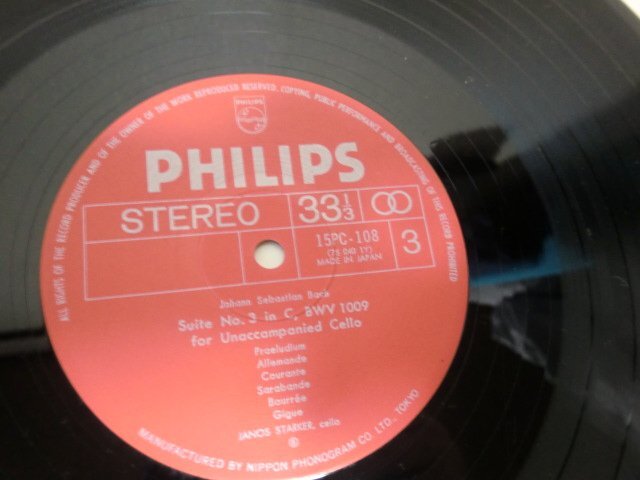 ALL RIGHTS OF THE RECORD PRODUCER AND OF THE OWNER OF THE WORK REPRODUCED RESERVED. COPYING, PUBLIC PERFORMANCE AND BROADCASTING OF THIS RECORD PROHIBITED
PHILIPS
PHILIPS
STEREO
33 1/3
15PC-108
MADE IN JAPAN
3
Johann Sebastian Bach
Suite No. 3 in C, BWV 1009
for Unaccompanied Cello
Praeludium
Allemande
Courante
Sarabande
Bourrée
Gigue
JANOS STARKER, cello
Ⓟ
MANUFACTURED BY NIPPON PHONOGRAM CO. LTD., TOKYO